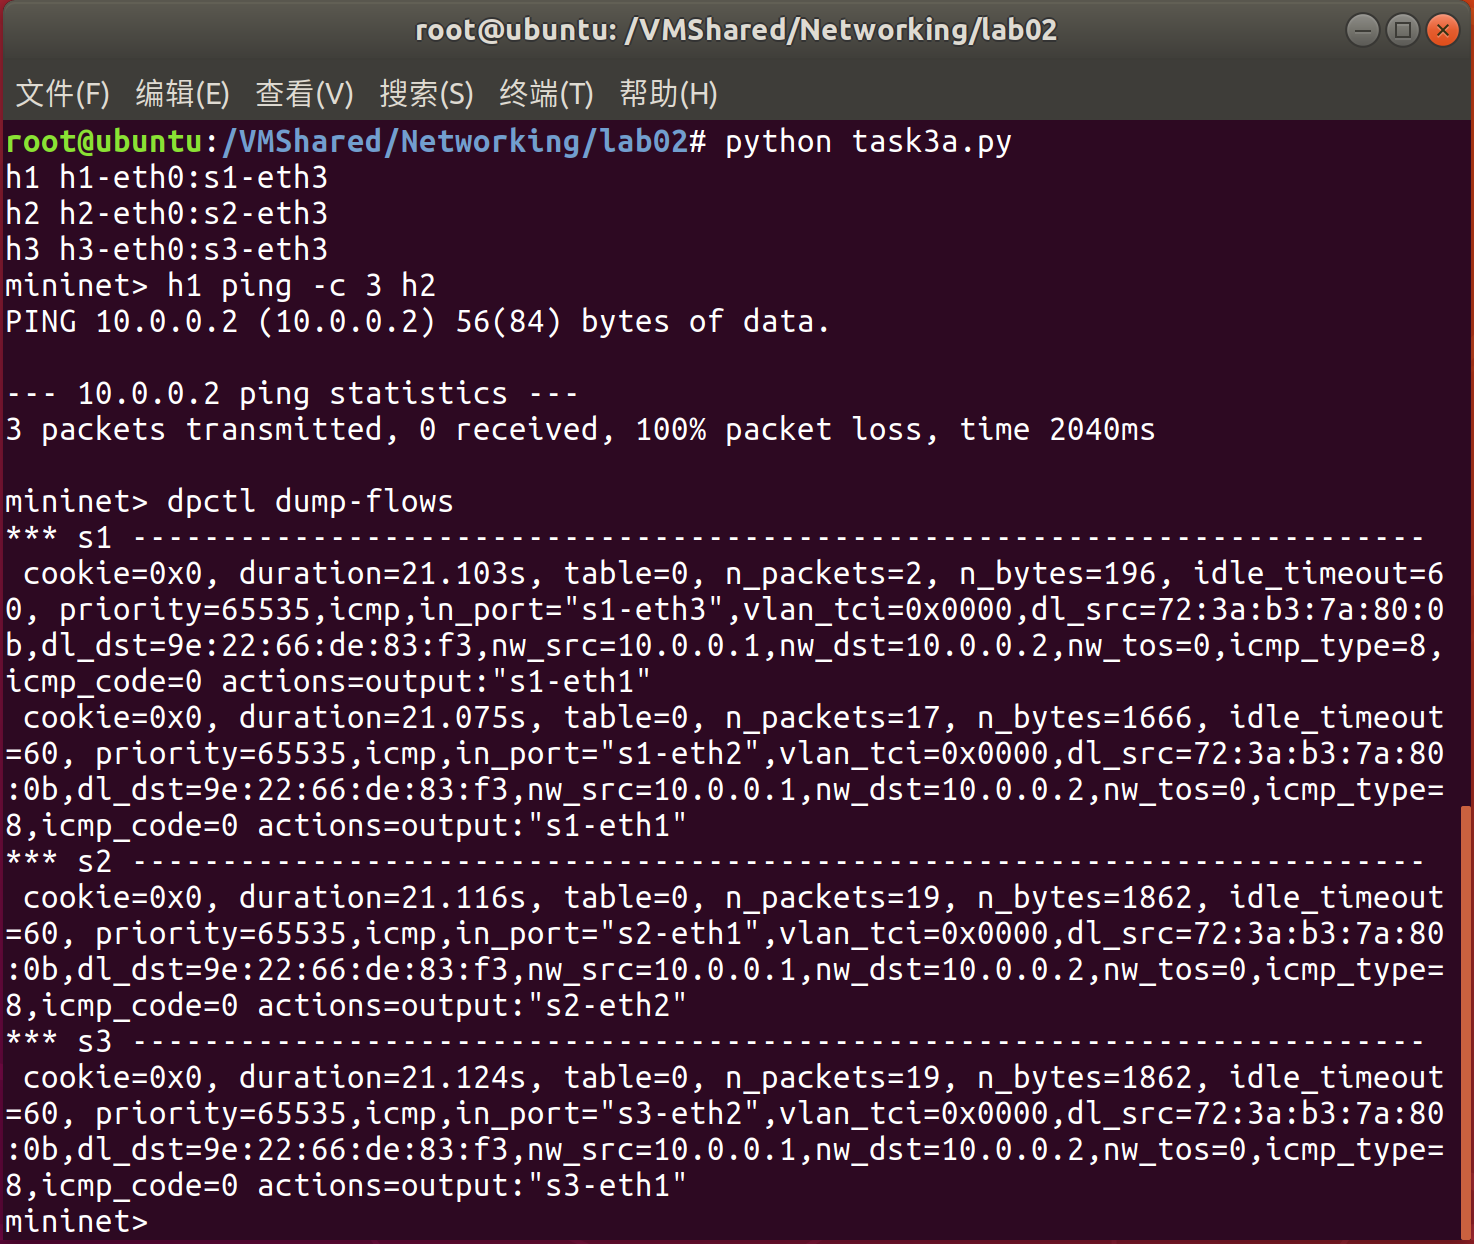 root@ubuntu: /VMShared/Networking/lab02
文件(F) 编辑(E) 查看(V) 搜索(S) 终端(T) 帮助(H)
root@ubuntu:/VMShared/Networking/lab02# python task3a.py
h1 h1-eth0:s1-eth3
h2 h2-eth0:s2-eth3
h3 h3-eth0:s3-eth3
mininet> h1 ping -c 3 h2
PING 10.0.0.2 (10.0.0.2) 56(84) bytes of data.
--- 10.0.0.2 ping statistics ---
3 packets transmitted, 0 received, 100% packet loss, time 2040ms
mininet> dpctl dump-flows
*** s1 ------------------------------------------------------------------------
 cookie=0x0, duration=21.103s, table=0, n_packets=2, n_bytes=196, idle_timeout=6
0, priority=65535,icmp,in_port="s1-eth3",vlan_tci=0x0000,dl_src=72:3a:b3:7a:80:0
b,dl_dst=9e:22:66:de:83:f3,nw_src=10.0.0.1,nw_dst=10.0.0.2,nw_tos=0,icmp_type=8,
icmp_code=0 actions=output:"s1-eth1"
 cookie=0x0, duration=21.075s, table=0, n_packets=17, n_bytes=1666, idle_timeout
=60, priority=65535,icmp,in_port="s1-eth2",vlan_tci=0x0000,dl_src=72:3a:b3:7a:80
:0b,dl_dst=9e:22:66:de:83:f3,nw_src=10.0.0.1,nw_dst=10.0.0.2,nw_tos=0,icmp_type=
8,icmp_code=0 actions=output:"s1-eth1"
*** s2 ------------------------------------------------------------------------
 cookie=0x0, duration=21.116s, table=0, n_packets=19, n_bytes=1862, idle_timeout
=60, priority=65535,icmp,in_port="s2-eth1",vlan_tci=0x0000,dl_src=72:3a:b3:7a:80
:0b,dl_dst=9e:22:66:de:83:f3,nw_src=10.0.0.1,nw_dst=10.0.0.2,nw_tos=0,icmp_type=
8,icmp_code=0 actions=output:"s2-eth2"
*** s3 ------------------------------------------------------------------------
 cookie=0x0, duration=21.124s, table=0, n_packets=19, n_bytes=1862, idle_timeout
=60, priority=65535,icmp,in_port="s3-eth2",vlan_tci=0x0000,dl_src=72:3a:b3:7a:80
:0b,dl_dst=9e:22:66:de:83:f3,nw_src=10.0.0.1,nw_dst=10.0.0.2,nw_tos=0,icmp_type=
8,icmp_code=0 actions=output:"s3-eth1"
mininet>